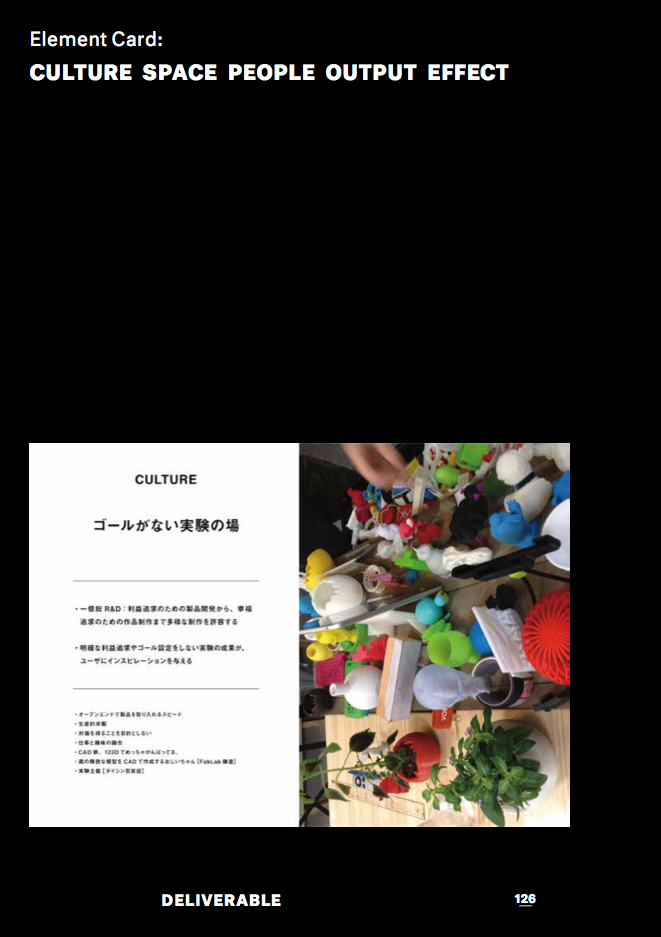 Element Card:
CULTURE SPACE PEOPLE OUTPUT EFFECT
CULTURE
ゴールがない実験の場
・一億総 R&D：利益追求のための製品開発から、幸福
追求のための作品制作まで多様な制作を許容する
・明確な利益追求やゴール設定をしない実験の成果が、
ユーザにインスピレーションを与える
・オープンエンドで製品を取り入れるスピード
・生産的余暇
・対価を得ることを目的としない
・仕事と趣味の融合
・CAD 鉄、123D でめっちゃがんばってる。
・蔵の精密な模型を CAD で作成するおじいちゃん [FabLab 鎌倉]
・実験主義 [ダイシン百貨店]
DELIVERABLE
126